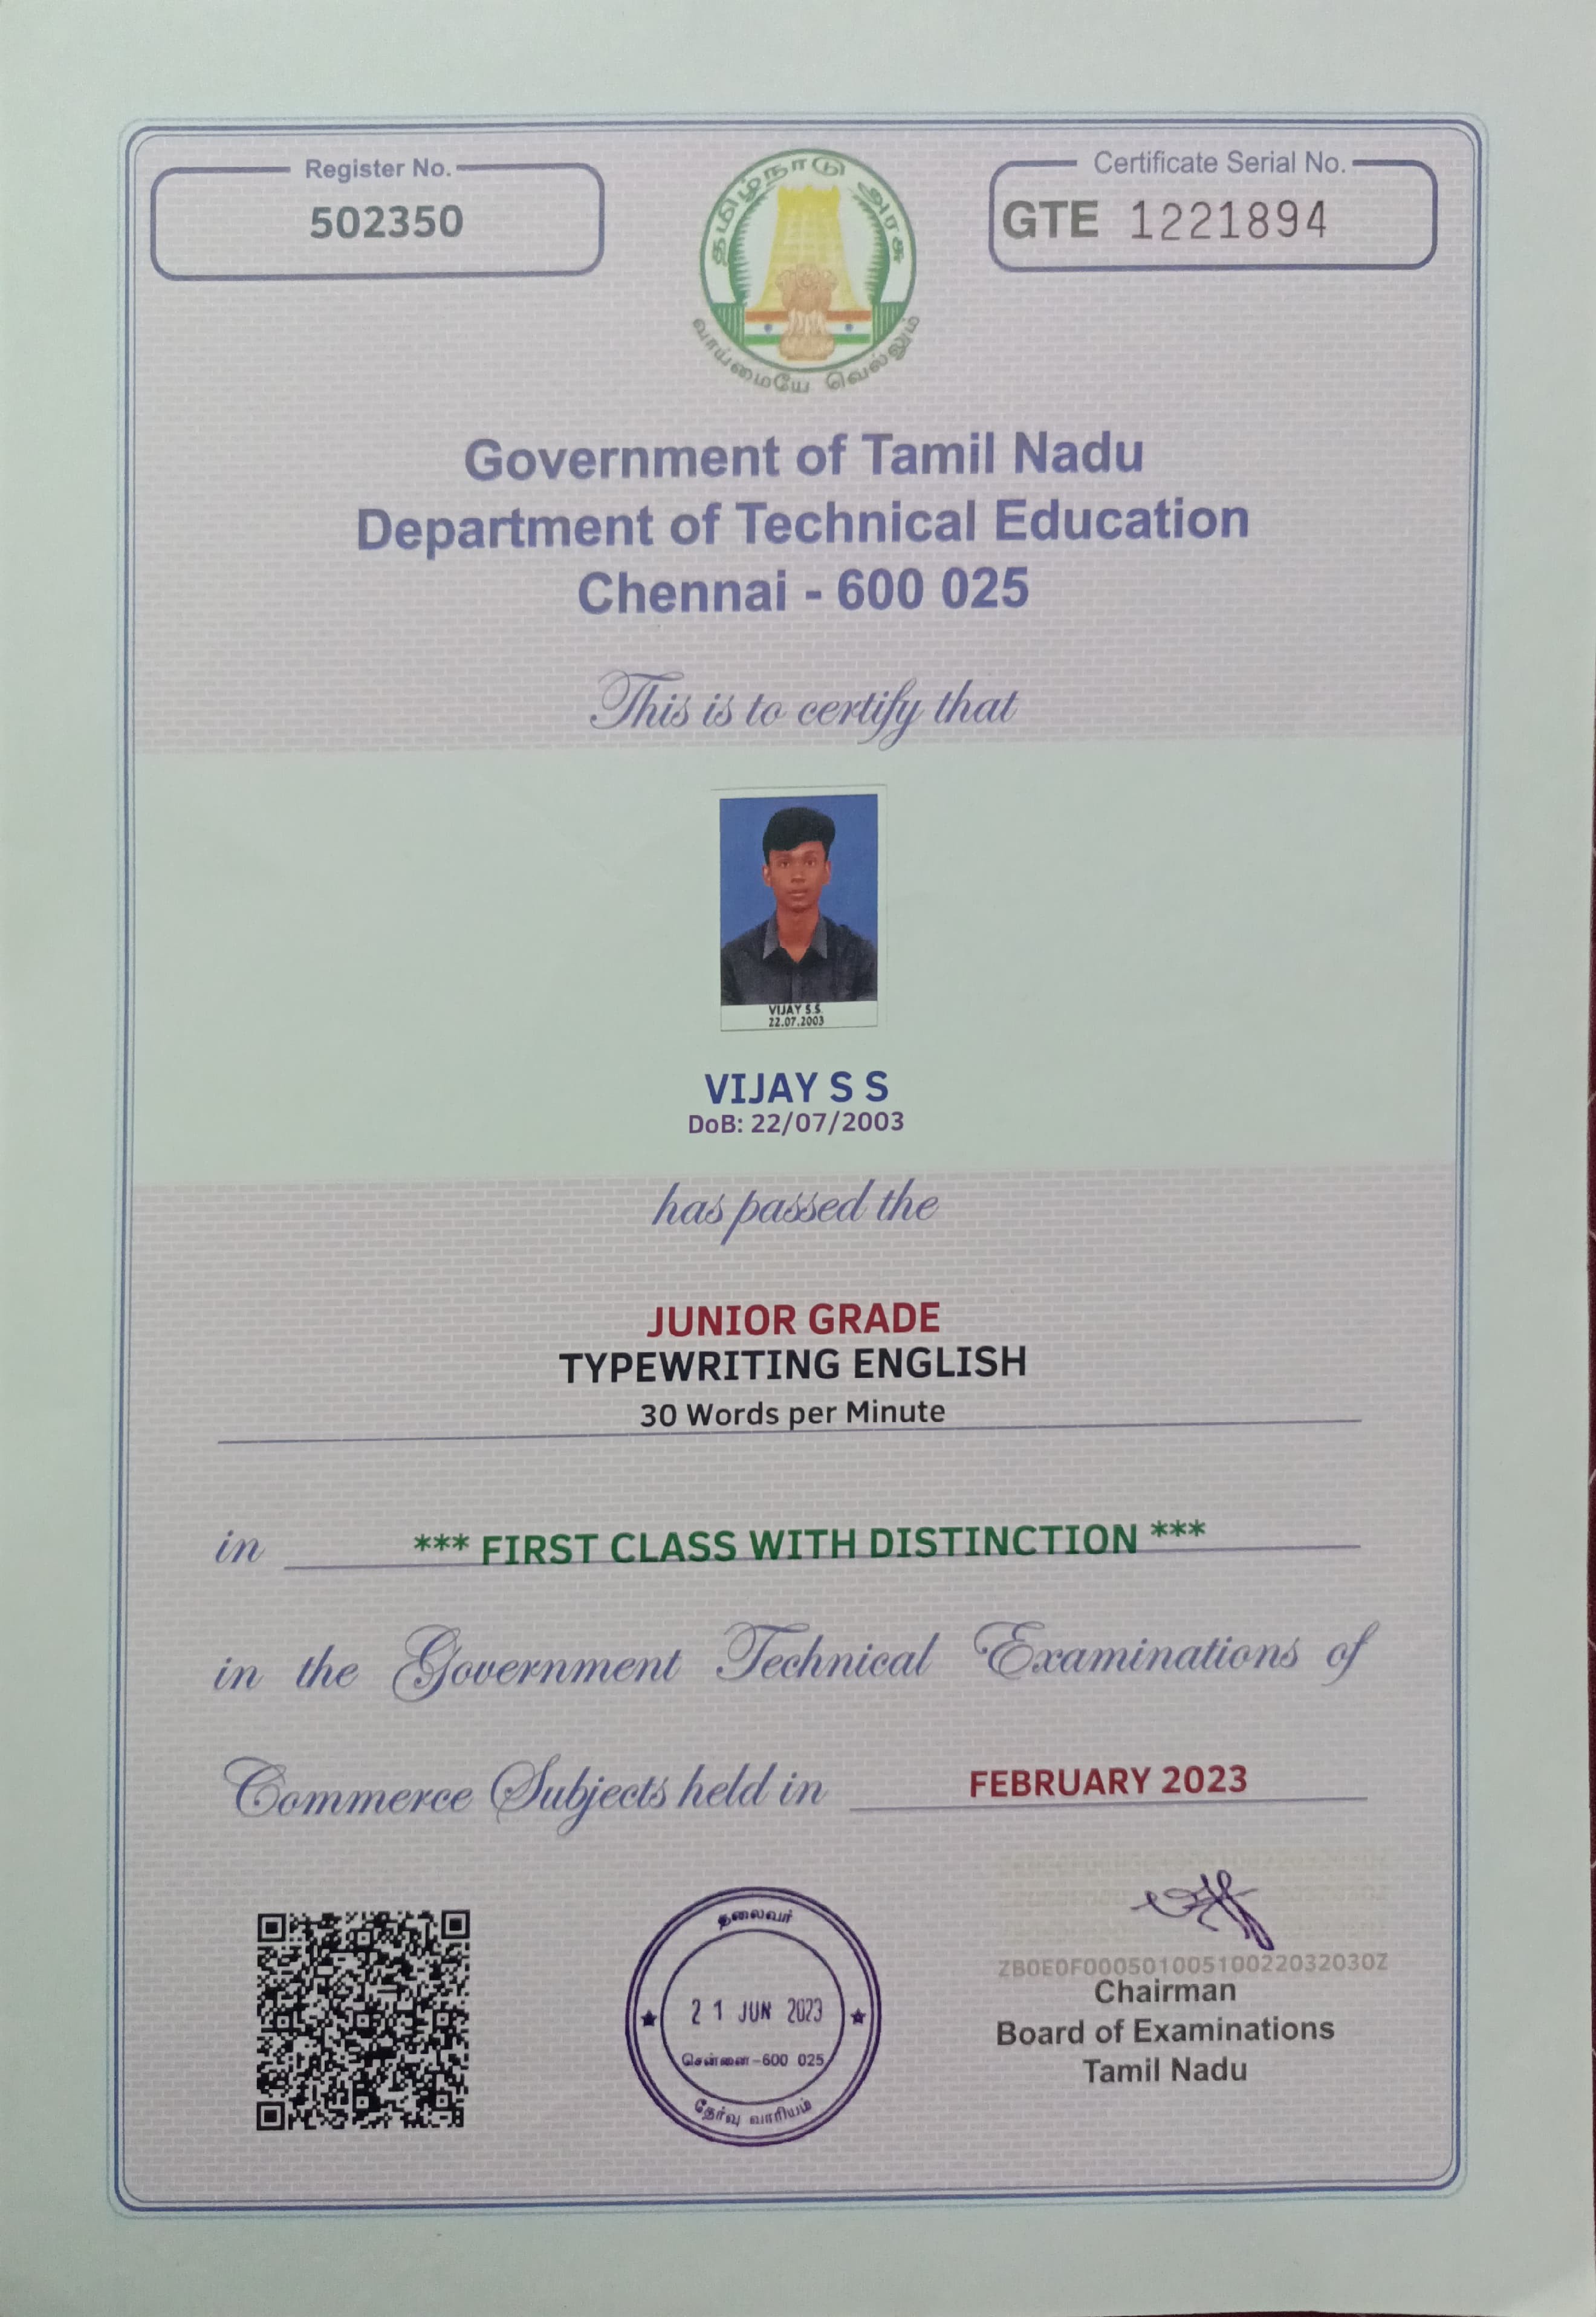 Register No.
502350
தமிழ்நாடு அரசு
வாய்மையே வெல்லும்
Certificate Serial No.
GTE 1221894
Government of Tamil Nadu
Department of Technical Education
Chennai - 600 025
This is to certify that
VIJAY S.S.
22.07.2003
VIJAY S S
DoB: 22/07/2003
has passed the
JUNIOR GRADE
TYPEWRITING ENGLISH
30 Words per Minute
in *** FIRST CLASS WITH DISTINCTION ***
in the Government Technical Examinations of
Commerce Subjects held in FEBRUARY 2023
தலைவர்
21 JUN 2023
சென்னை-600 025
தேர்வு வாரியம்
ZB0E0F00050100510022032030Z
Chairman
Board of Examinations
Tamil Nadu